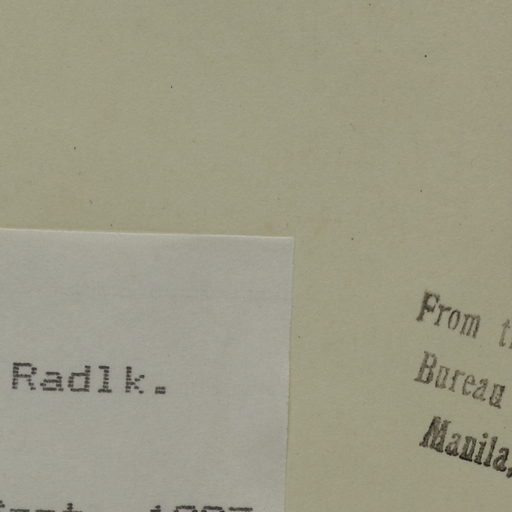 Radlk.
From
Bureau
Manila,